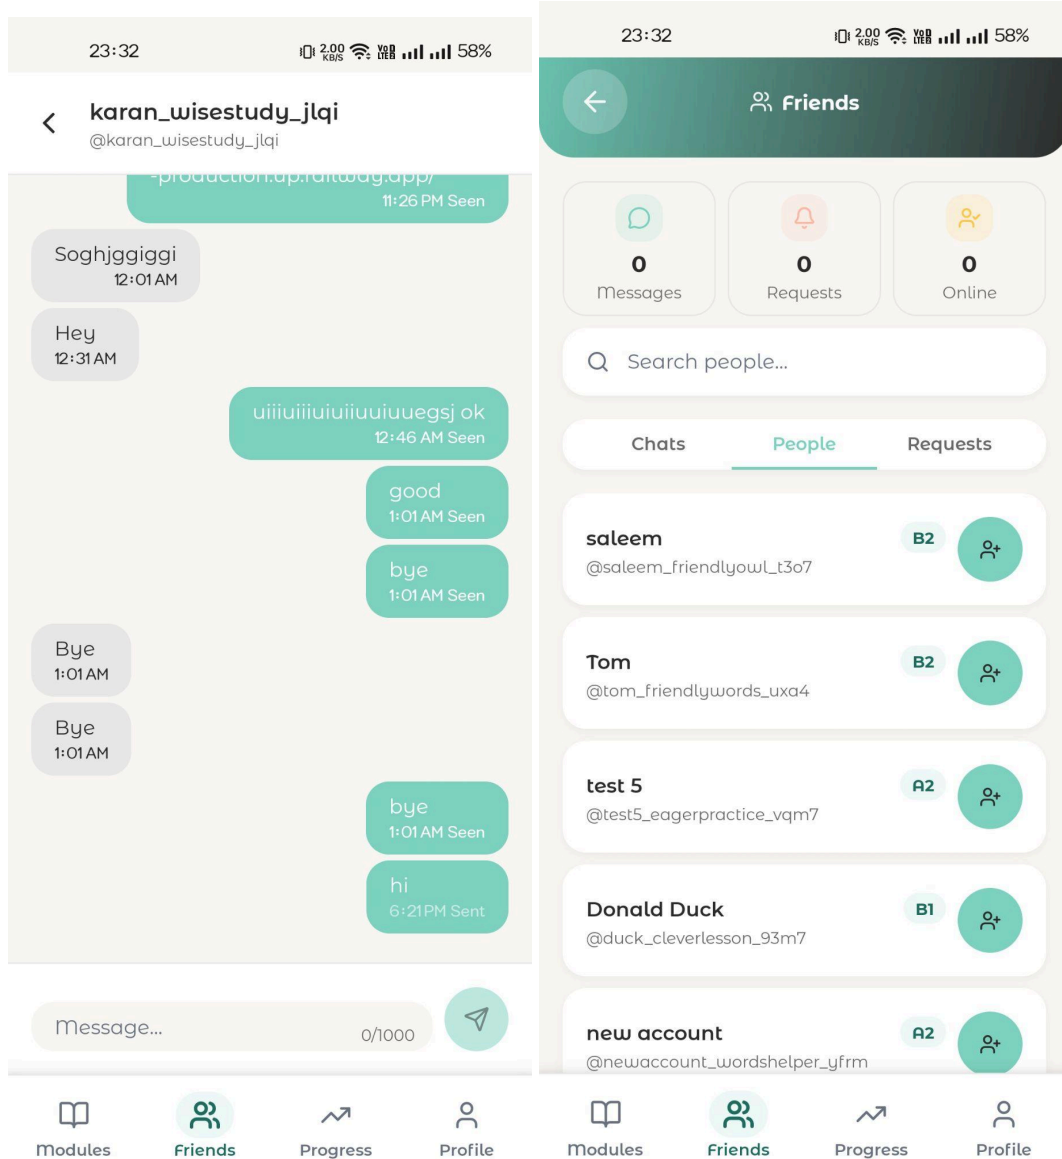 23:32
2.00 KB/S VoD LTED 58%
karan_wisestudy_jlqi
@karan_wisestudy_jlqi
-production.up.railway.app/
11:26 PM Seen
Soghjggiggi
12:01 AM
Hey
12:31 AM
uiiiuiiiuiuiiuuiuuegsj ok
12:46 AM Seen
good
1:01 AM Seen
bye
1:01 AM Seen
Bye
1:01 AM
Bye
1:01 AM
bye
1:01 AM Seen
hi
6:21 PM Sent
Message...
0/1000
Modules
Friends
Progress
Profile
23:32
2.00 KB/S 58%
Friends
0
Messages
0
Requests
0
Online
Search people...
Chats
People
Requests
saleem
B2
@saleem_friendlyowl_t3o7
Tom
B2
@tom_friendlywords_uxa4
test 5
A2
@test5_eagerpractice_vqm7
Donald Duck
B1
@duck_cleverlesson_93m7
new account
A2
@newaccount_wordshelper_yfrm
Modules
Friends
Progress
Profile